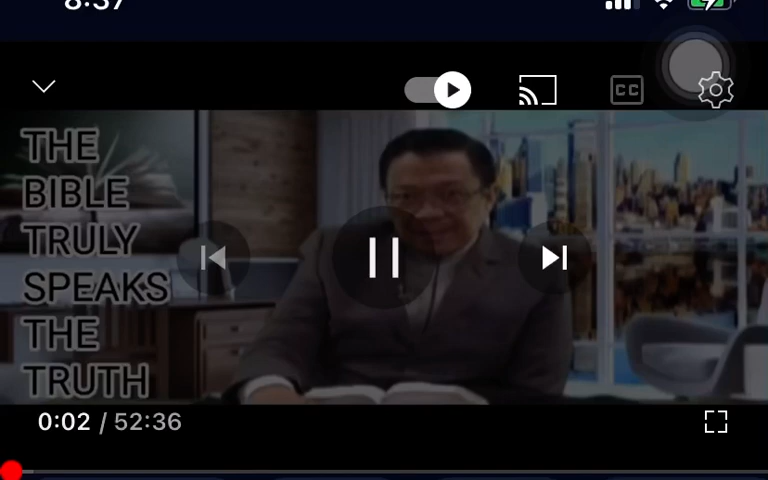 8:37
CC
THE
BIBLE
TRULY
SPEAKS
THE
TRUTH
0:02 / 52:36